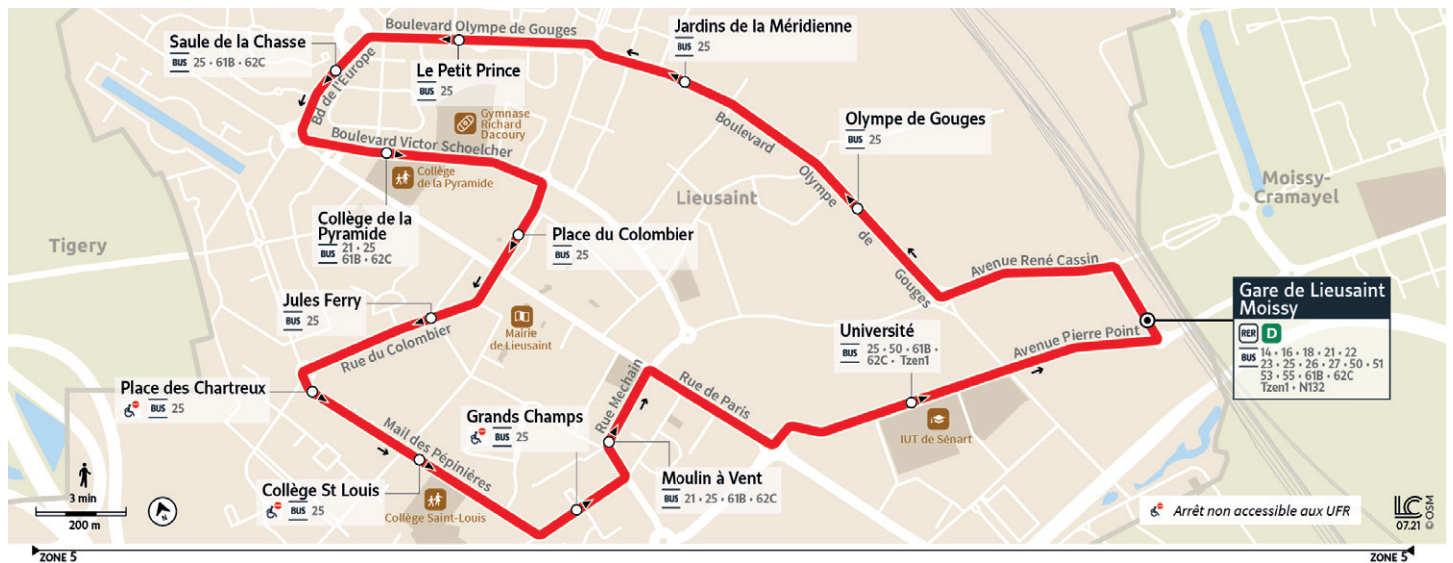 Boulevard Olympe de Gouges
Jardins de la Méridienne
BUS 25
Saule de la Chasse
BUS 25 • 61B • 62C
Le Petit Prince
BUS 25
Bd de l'Europe
Gymnase
Richard
Dacoury
Boulevard Victor Schoelcher
Collège
de la Pyramide
Boulevard
Olympe
de
Gouges
Olympe de Gouges
BUS 25
Lieusaint
Moissy-
Cramayel
Tigery
Collège de la
Pyramide
BUS 21 • 25
61B • 62C
Place du Colombier
BUS 25
Avenue René Cassin
Jules Ferry
BUS 25
Rue du Colombier
Mairie
de Lieusaint
Université
BUS 25 • 50 • 61B •
62C • Tzen1
Avenue Pierre Point
Gare de Lieusaint
Moissy
RER D
BUS 14 • 16 • 18 • 21 • 22
23 • 25 • 26 • 27 • 50 • 51
53 • 55 • 61B • 62C
Tzen1 • N132
Place des Chartreux
BUS 25
Mail des Pépinières
Grands Champs
BUS 25
Rue Mechain
Rue de Paris
IUT de Sénart
Collège St Louis
BUS 25
Collège Saint-Louis
Moulin à Vent
BUS 21 • 25 • 61B • 62C
3 min
200 m
N
Arrêt non accessible aux UFR
LC
07.21 © OSM
ZONE 5
ZONE 5